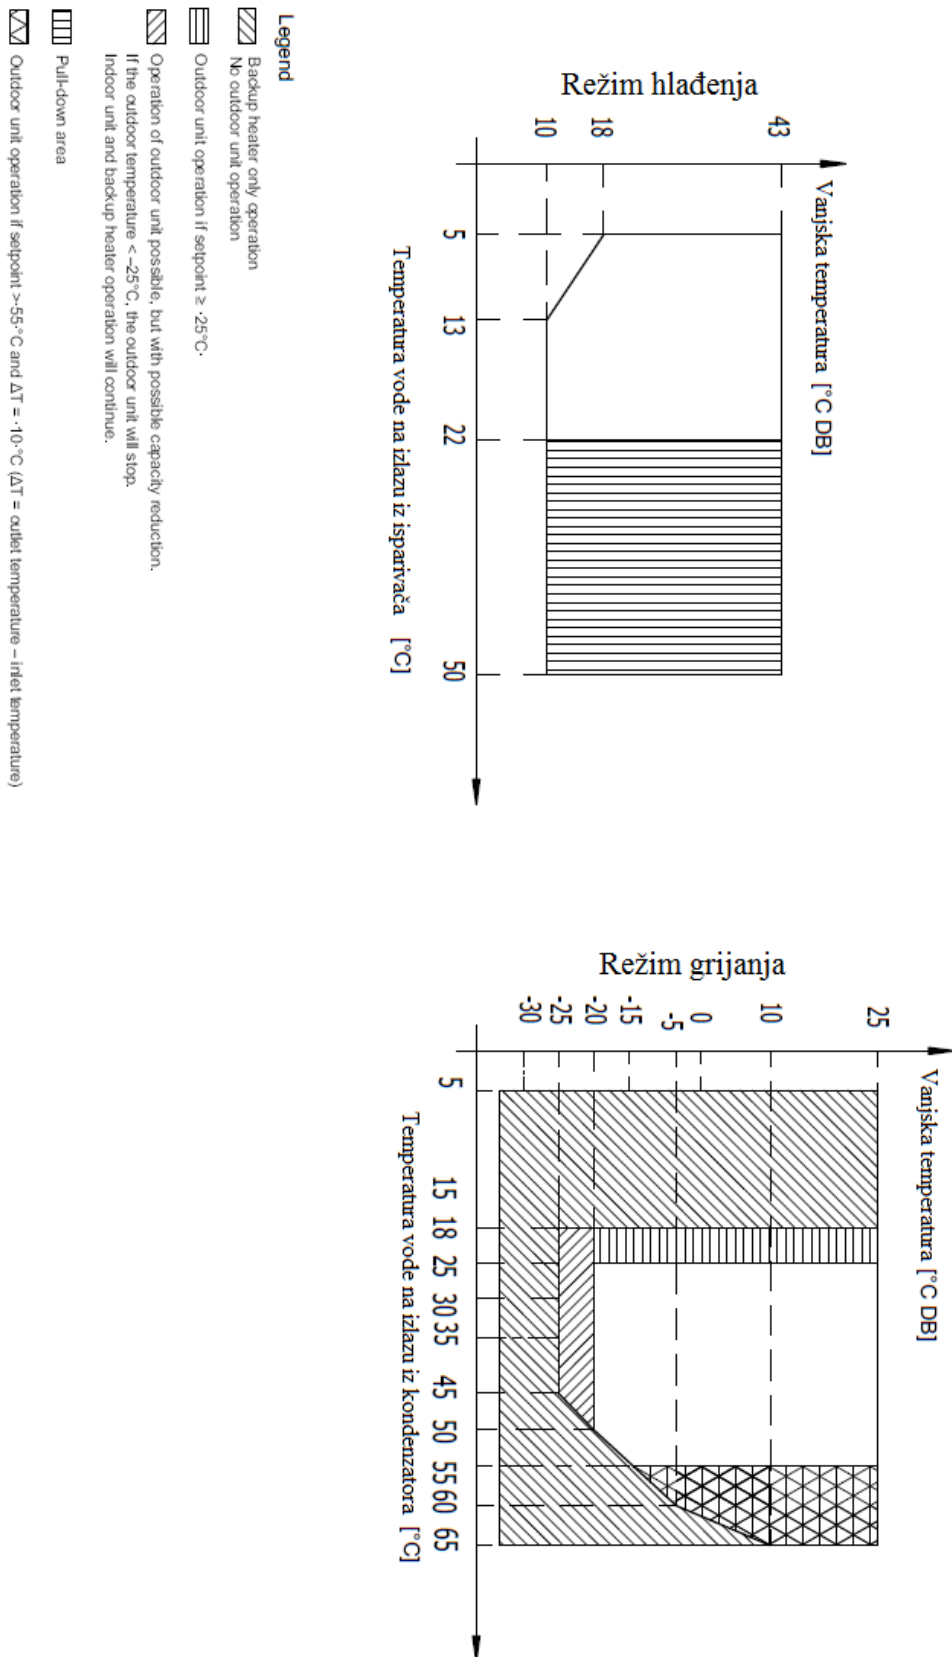 Režim hlađenja
Vanjska temperatura [°C DB]
43
18
10
5
13
22
50
Temperatura vode na izlazu iz isparivača [°C]
Režim grijanja
Vanjska temperatura [°C DB]
25
10
0
-5
-15
-20
-25
-30
5
15
18
25
30
35
45
50
55
60
65
Temperatura vode na izlazu iz kondenzatora [°C]
Legend
Backup heater only operation
No outdoor unit operation
Outdoor unit operation if setpoint ≥ ·25°C·
Operation of outdoor unit possible, but with possible capacity reduction.
If the outdoor temperature < –25°C, the outdoor unit will stop.
Indoor unit and backup heater operation will continue.
Pull-down area
Outdoor unit operation if setpoint >·55·°C and ΔT = ·10·°C (ΔT = outlet temperature – inlet temperature)